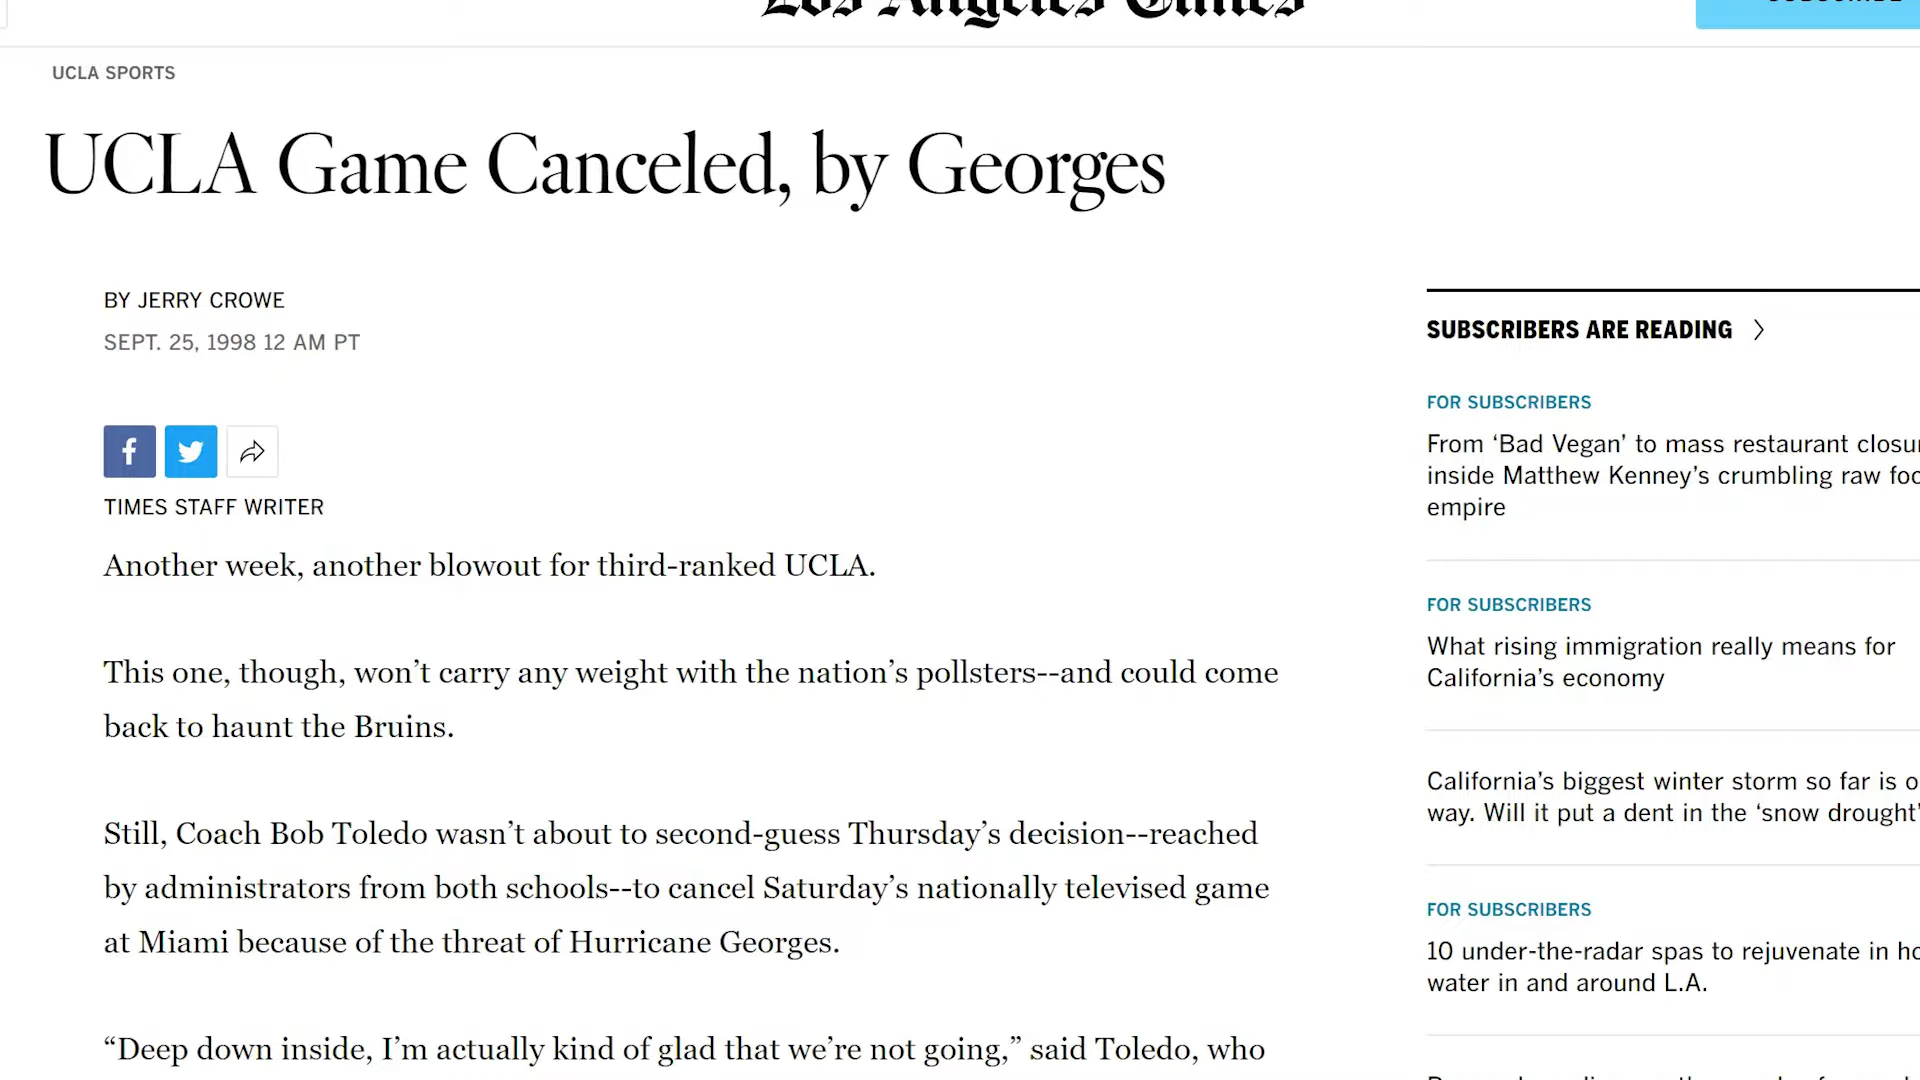 Los Angeles Times
UCLA SPORTS
UCLA Game Canceled, by Georges
BY JERRY CROWE
SEPT. 25, 1998 12 AM PT
TIMES STAFF WRITER
Another week, another blowout for third-ranked UCLA.
This one, though, won’t carry any weight with the nation’s pollsters--and could come
back to haunt the Bruins.
Still, Coach Bob Toledo wasn’t about to second-guess Thursday’s decision--reached
by administrators from both schools--to cancel Saturday’s nationally televised game
at Miami because of the threat of Hurricane Georges.
“Deep down inside, I’m actually kind of glad that we’re not going,” said Toledo, who
SUBSCRIBERS ARE READING
FOR SUBSCRIBERS
From ‘Bad Vegan’ to mass restaurant
inside Matthew Kenney’s crumbling raw
empire
FOR SUBSCRIBERS
What rising immigration really means for
California’s economy
California’s biggest winter storm so far is
way. Will it put a dent in the ‘snow drought’
FOR SUBSCRIBERS
10 under-the-radar spas to rejuvenate in
water in and around L.A.